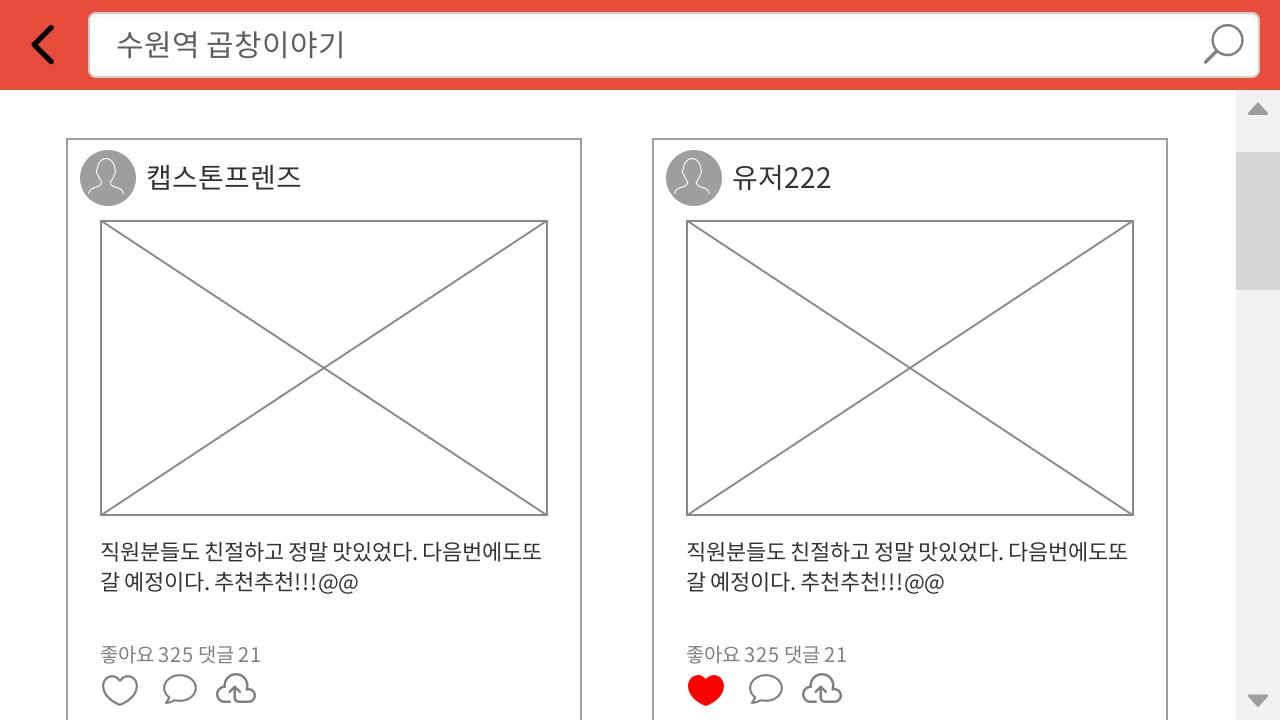 수원역 곱창이야기
캡스톤프렌즈
직원분들도 친절하고 정말 맛있었다. 다음번에도또
갈 예정이다. 추천추천!!!@@
좋아요 325 댓글 21
유저222
직원분들도 친절하고 정말 맛있었다. 다음번에도또
갈 예정이다. 추천추천!!!@@
좋아요 325 댓글 21